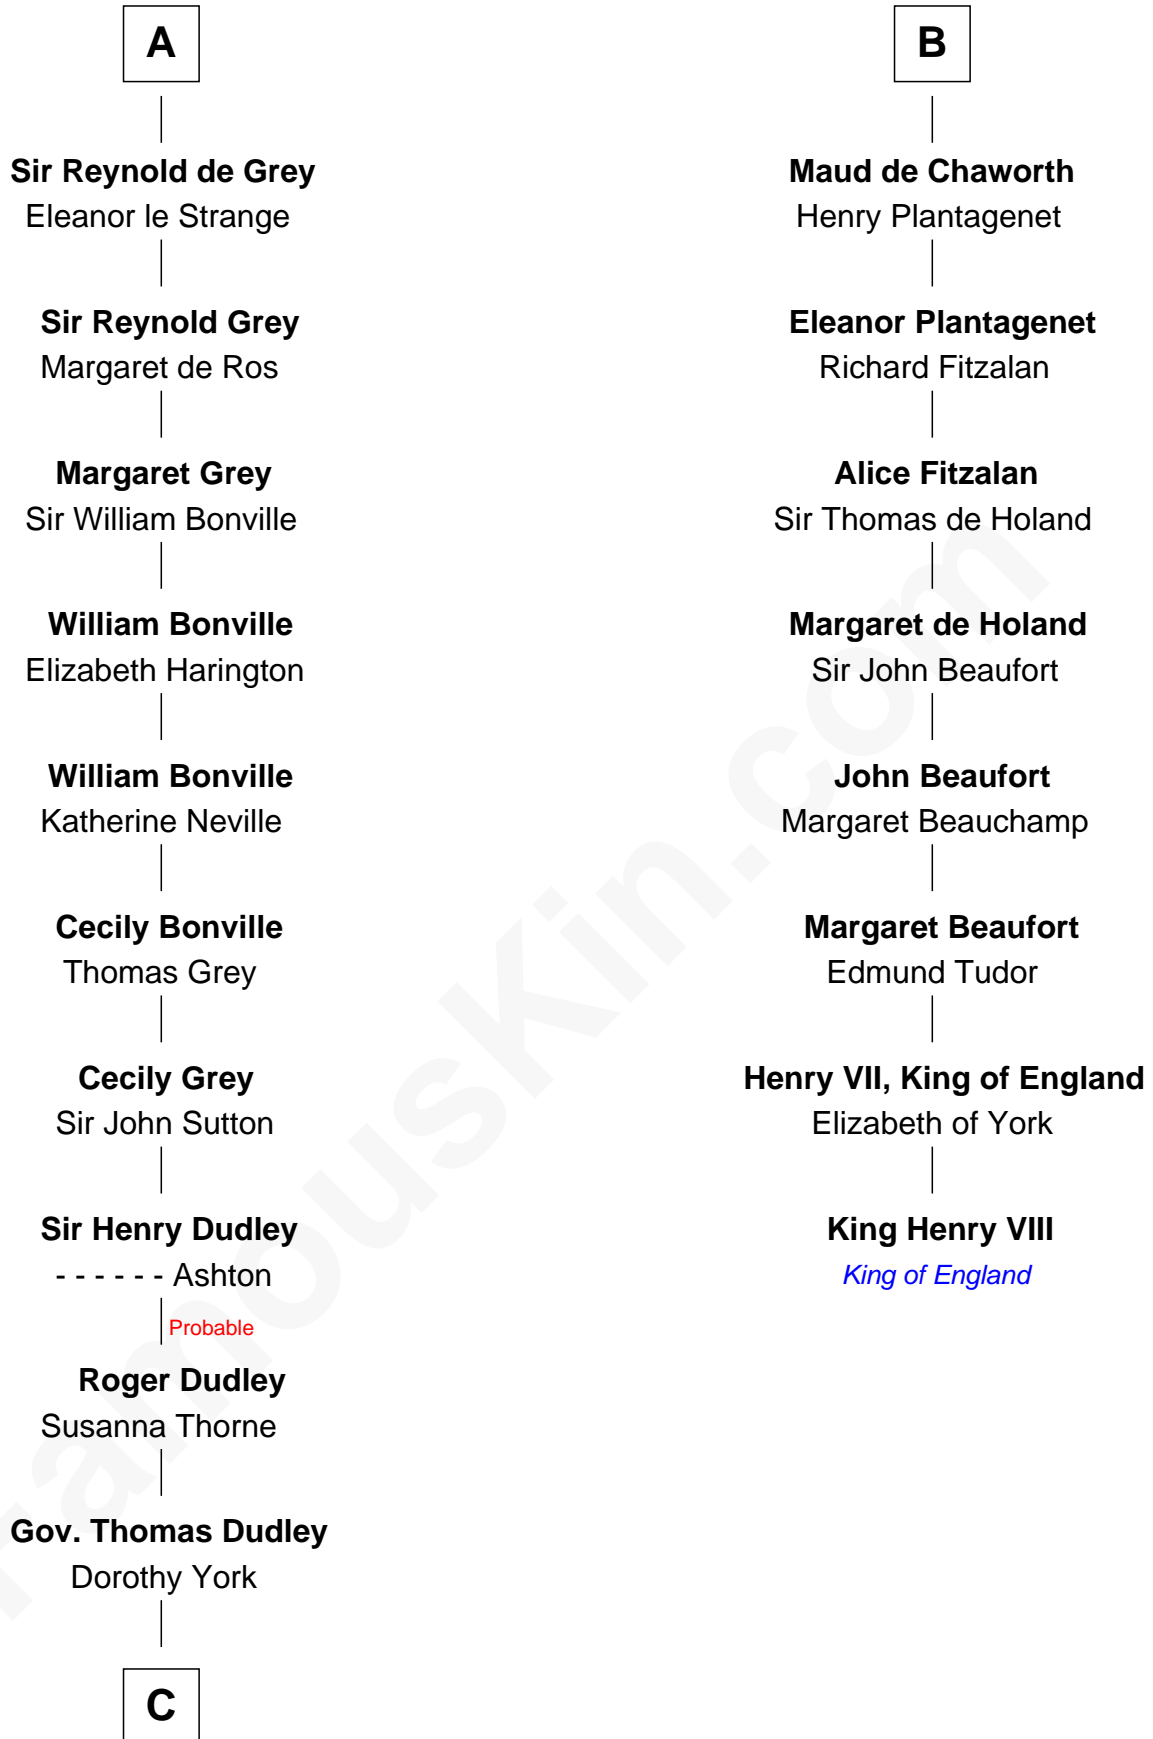 A
Sir Reynold de Grey
Eleanor le Strange
Sir Reynold Grey
Margaret de Ros
Margaret Grey
Sir William Bonville
William Bonville
Elizabeth Harington
William Bonville
Katherine Neville
Cecily Bonville
Thomas Grey
Cecily Grey
Sir John Sutton
Sir Henry Dudley
- - - - - - Ashton
Probable
Roger Dudley
Susanna Thorne
Gov. Thomas Dudley
Dorothy York
C
B
Maud de Chaworth
Henry Plantagenet
Eleanor Plantagenet
Richard Fitzalan
Alice Fitzalan
Sir Thomas de Holand
Margaret de Holand
Sir John Beaufort
John Beaufort
Margaret Beauchamp
Margaret Beaufort
Edmund Tudor
Henry VII, King of England
Elizabeth of York
King Henry VIII
King of England
FamousKin.com